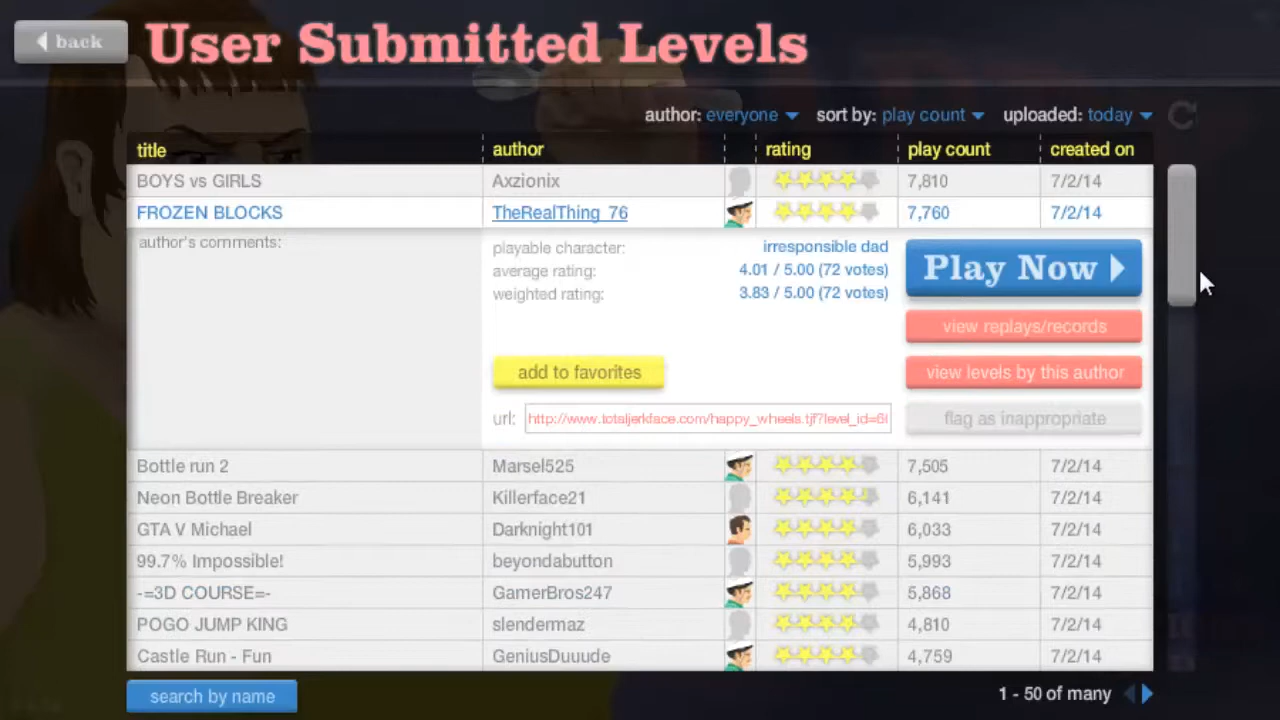 back
User Submitted Levels
author: everyone sort by: play count uploaded: today
title author rating play count created on
BOYS vs GIRLS Axzionix 7,810 7/2/14
FROZEN BLOCKS TheRealThing_76 7,760 7/2/14
author's comments:
playable character: irresponsible dad
average rating: 4.01 / 5.00 (72 votes)
weighted rating: 3.83 / 5.00 (72 votes)
Play Now
view replays/records
add to favorites
view levels by this author
url: http://www.totaljerkface.com/happy_wheels.tjf?level_id=6
flag as inappropriate
Bottle run 2 Marsel525 7,505 7/2/14
Neon Bottle Breaker Killerface21 6,141 7/2/14
GTA V Michael Darknight101 6,033 7/2/14
99.7% Impossible! beyondabutton 5,993 7/2/14
-=3D COURSE=- GamerBros247 5,868 7/2/14
POGO JUMP KING slendermaz 4,810 7/2/14
Castle Run - Fun GeniusDuuude 4,759 7/2/14
search by name
1 - 50 of many